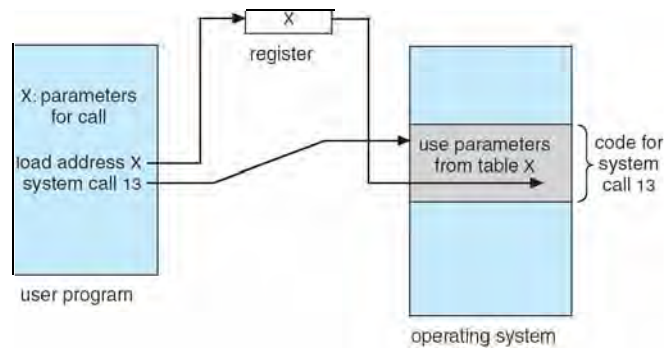 X
register
X: parameters
for call
load address X
system call 13
user program
use parameters
from table X
code for
system
call 13
operating system